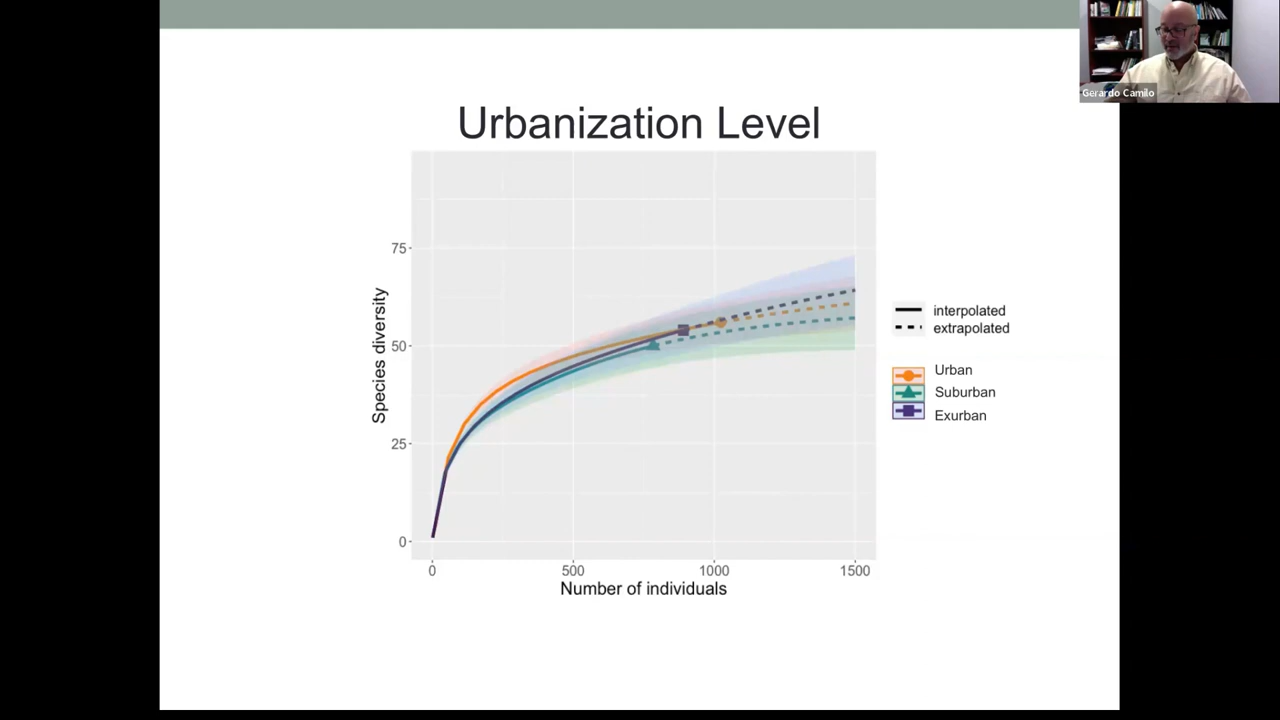 Gerardo Camilo
Urbanization Level
75
50
25
0
Species diversity
0 500 1000 1500
Number of individuals
interpolated
extrapolated
Urban
Suburban
Exurban